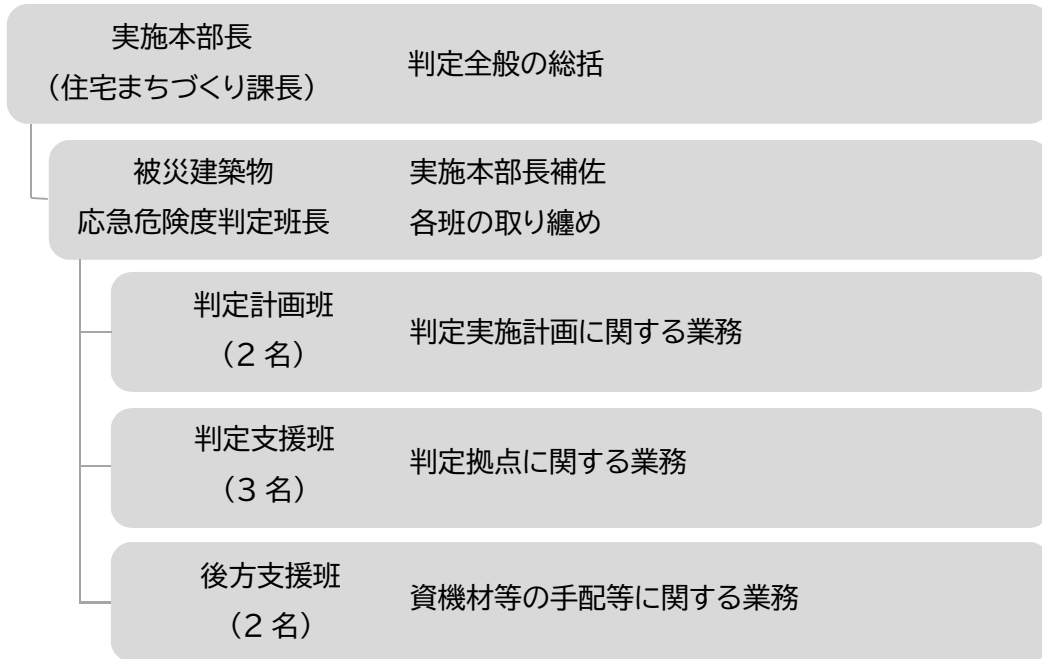 実施本部長
(住宅まちづくり課長)
判定全般の総括
被災建築物
応急危険度判定班長
実施本部長補佐
各班の取り纏め
判定計画班
(2 名)
判定実施計画に関する業務
判定支援班
(3 名)
判定拠点に関する業務
後方支援班
(2 名)
資機材等の手配等に関する業務